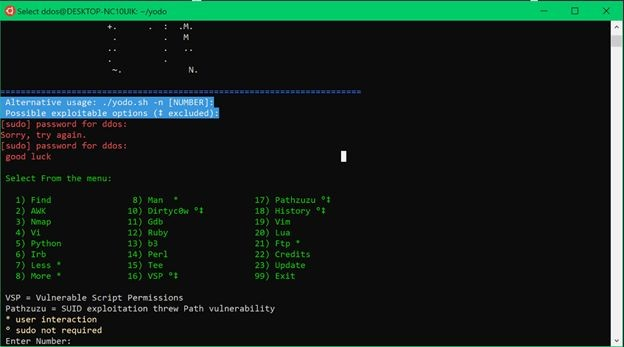 Select ddos@DESKTOP-NC10UIK: ~/yodo
+. . : .M.
. . M
.. . ..
. .
~. N.
=====================================================================
Alternative usage: ./yodo.sh -n [NUMBER]:
Possible exploitable options (‡ excluded):
[sudo] password for ddos:
Sorry, try again.
[sudo] password for ddos:
good luck
Select From the menu:
1) Find 8) Man * 17) Pathzuzu º‡
2) AWK 10) Dirtyc0w º‡ 18) History º‡
3) Nmap 11) Gdb 19) Vim
4) Vi 12) Ruby 20) Lua
5) Python 13) b3 21) Ftp *
6) Irb 14) Perl 22) Credits
7) Less * 15) Tee 23) Update
8) More * 16) VSP º‡ 99) Exit
VSP = Vulnerable Script Permissions
Pathzuzu = SUID exploitation threw Path vulnerability
* user interaction
º sudo not required
Enter Number: